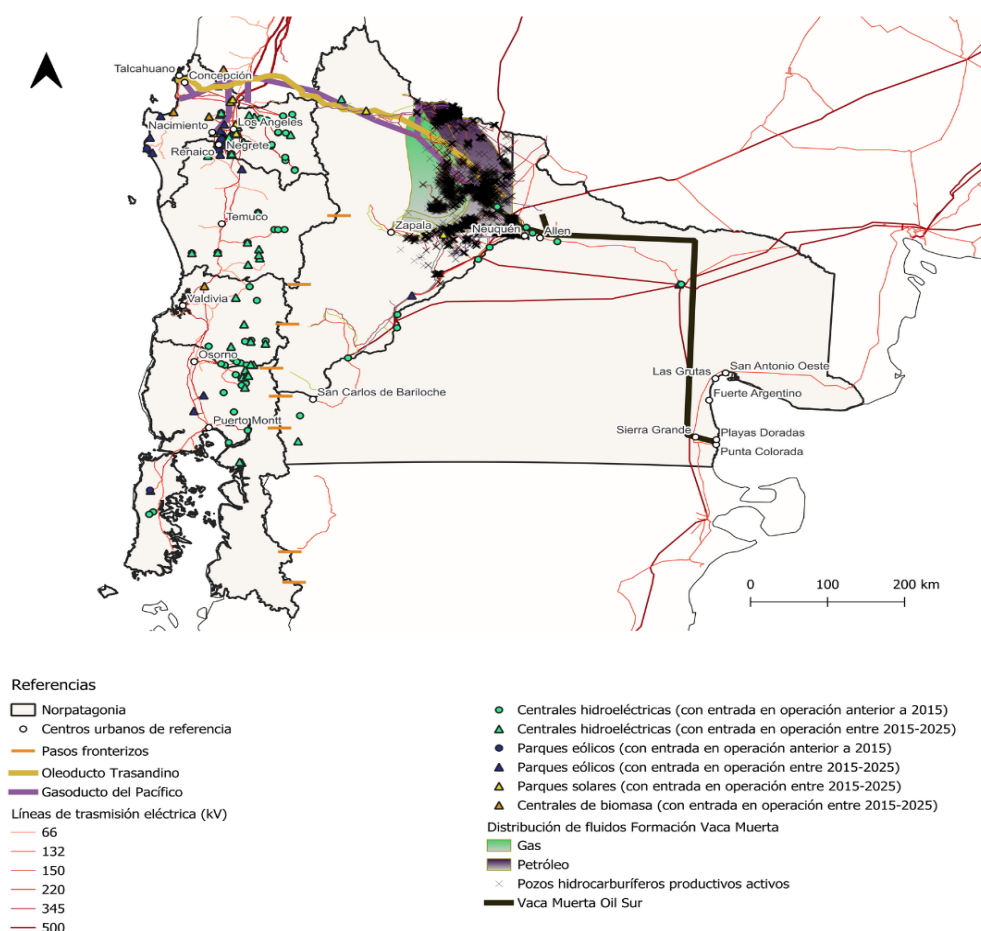 Talcahuano
Concepción
Los Angeles
Nacimiento
Negrete
Renaico
Temuco
Zapala
Neuquén
Allen
Valdivia
Osorno
San Carlos de Bariloche
Las Grutas
San Antonio Oeste
Fuerte Argentino
Puerto Montt
Sierra Grande
Playas Doradas
Punta Colorada
0 100 200 km
Referencias
Norpatagonia
Centros urbanos de referencia
Pasos fronterizos
Oleoducto Trasandino
Gasoducto del Pacífico
Líneas de trasmisión eléctrica (kV)
66
132
150
220
345
500
Centrales hidroeléctricas (con entrada en operación anterior a 2015)
Centrales hidroeléctricas (con entrada en operación entre 2015-2025)
Parques eólicos (con entrada en operación anterior a 2015)
Parques eólicos (con entrada en operación entre 2015-2025)
Parques solares (con entrada en operación entre 2015-2025)
Centrales de biomasa (con entrada en operación entre 2015-2025)
Distribución de fluidos Formación Vaca Muerta
Gas
Petróleo
Pozos hidrocarburíferos productivos activos
Vaca Muerta Oil Sur